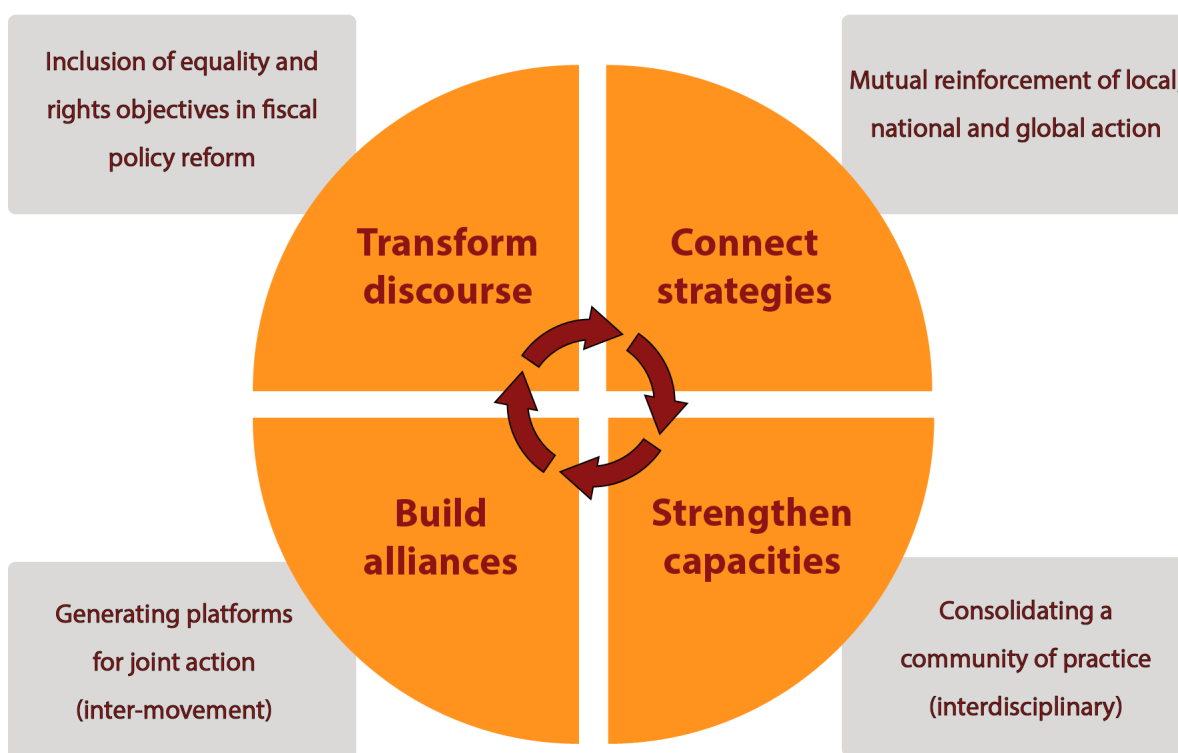 Inclusion of equality and
rights objectives in fiscal
policy reform
Mutual reinforcement of local,
national and global action
Transform
discourse
Connect
strategies
Build
alliances
Strengthen
capacities
Generating platforms
for joint action
(inter-movement)
Consolidating a
community of practice
(interdisciplinary)